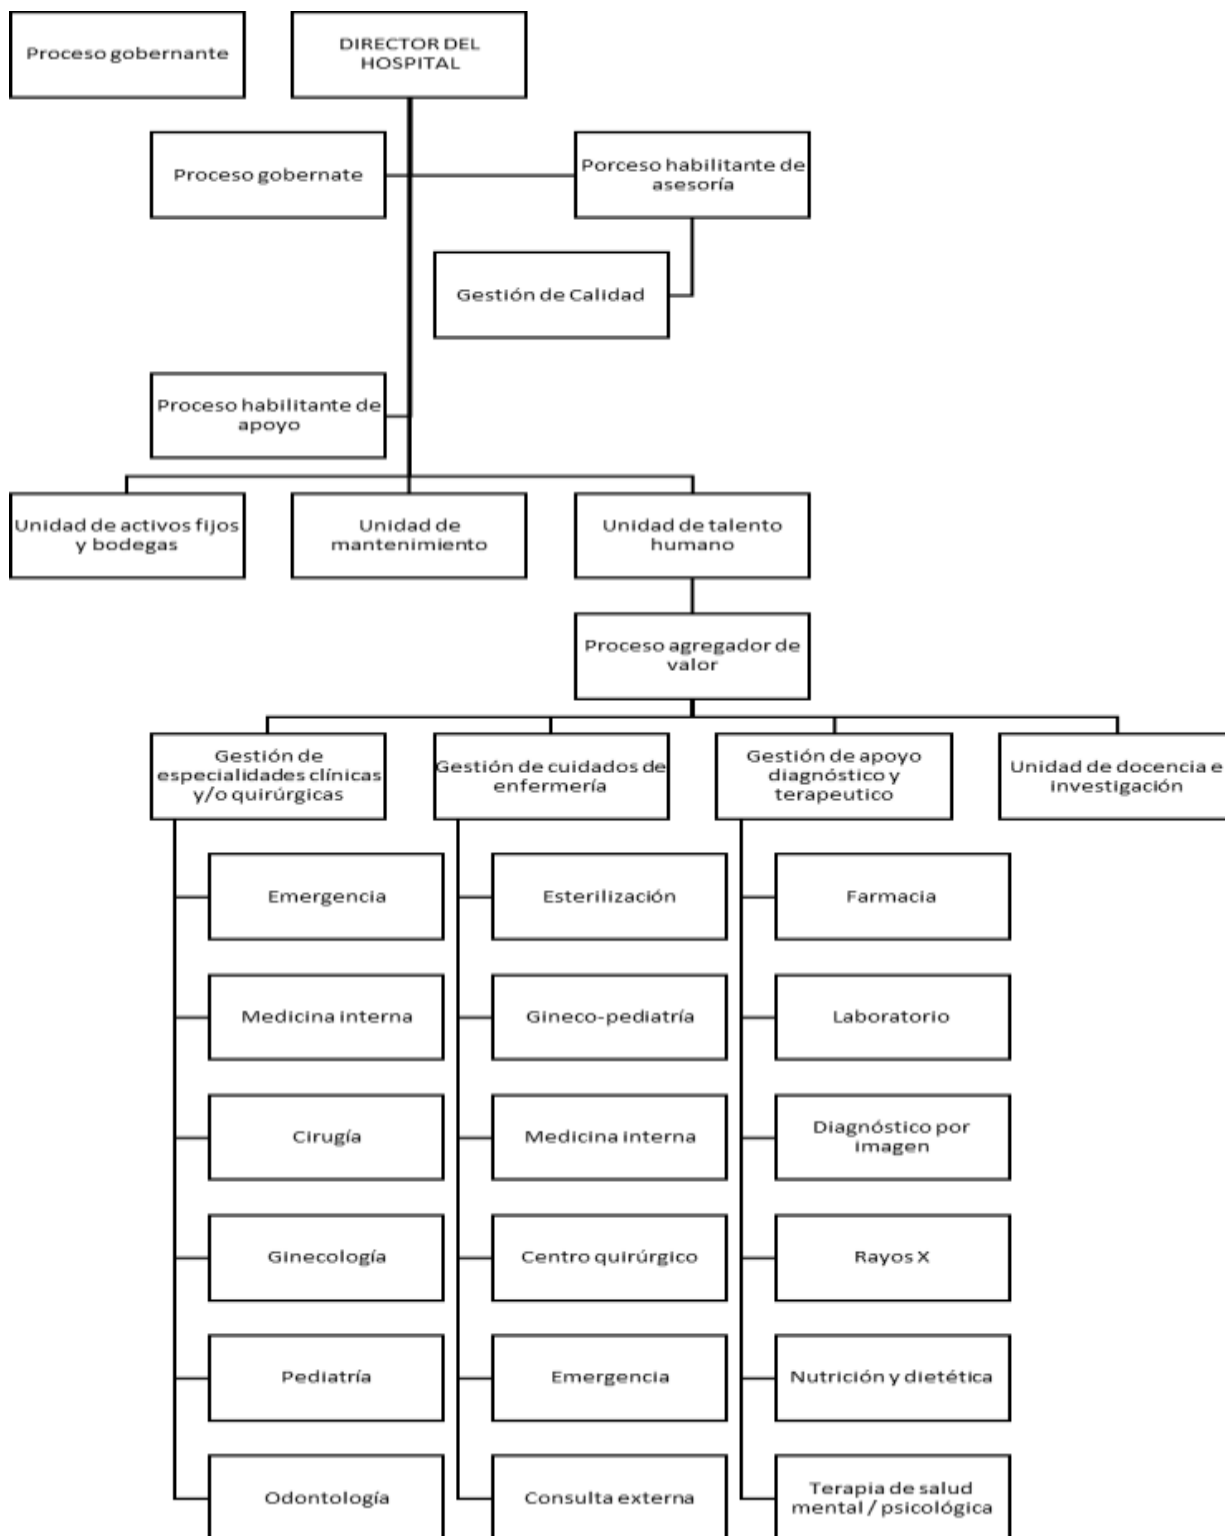 Proceso gobernante
DIRECTOR DEL
HOSPITAL
Proceso gobernate
Porceso habilitante de
asesoría
Gestión de Calidad
Proceso habilitante de
apoyo
Unidad de activos fijos
y bodegas
Unidad de
mantenimiento
Unidad de talento
humano
Proceso agregador de
valor
Gestión de
especialidades clínicas
y/o quirúrgicas
Gestión de cuidados de
enfermería
Gestión de apoyo
diagnóstico y
terapeutico
Unidad de docencia e
investigación
Emergencia
Esterilización
Farmacia
Medicina interna
Gineco-pediatría
Laboratorio
Cirugía
Medicina interna
Diagnóstico por
imagen
Ginecología
Centro quirúrgico
Rayos X
Pediatría
Emergencia
Nutrición y dietética
Odontología
Consulta externa
Terapia de salud
mental / psicológica